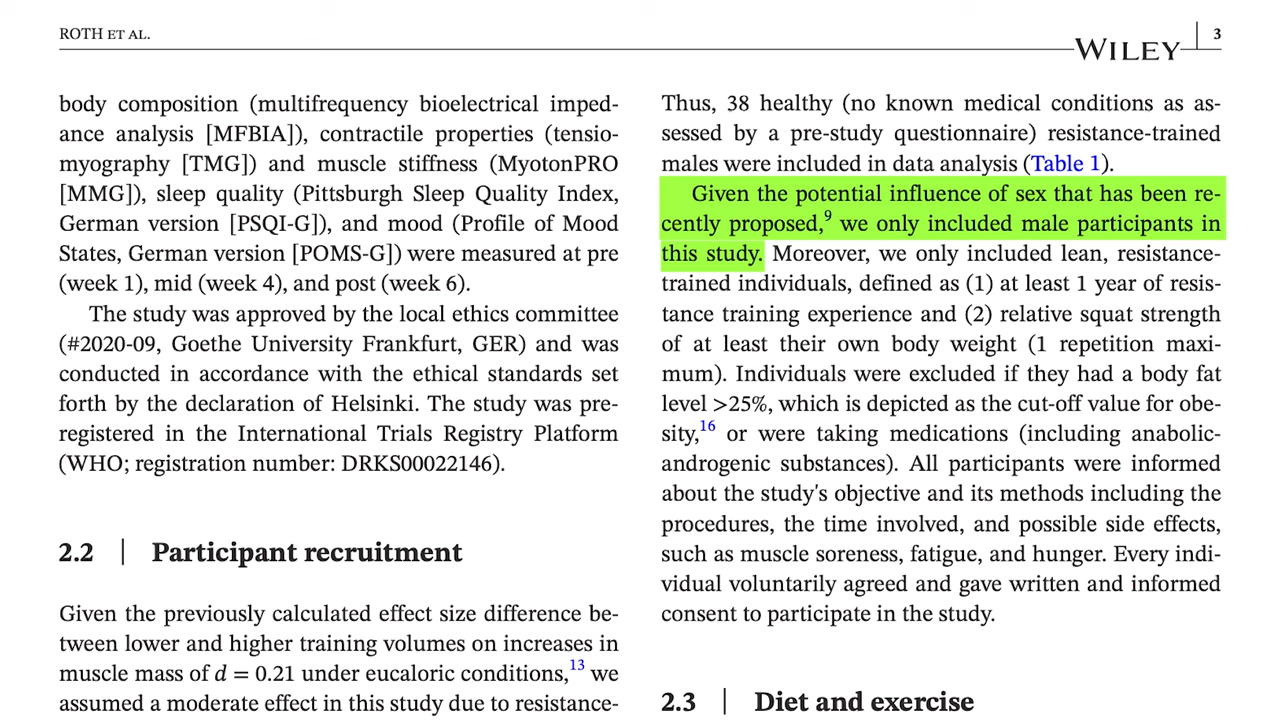 ROTH ET AL.
WILEY
3
body composition (multifrequency bioelectrical imped-
ance analysis [MFBIA]), contractile properties (tensio-
myography [TMG]) and muscle stiffness (MyotonPRO
[MMG]), sleep quality (Pittsburgh Sleep Quality Index,
German version [PSQI-G]), and mood (Profile of Mood
States, German version [POMS-G]) were measured at pre
(week 1), mid (week 4), and post (week 6).
The study was approved by the local ethics committee
(#2020-09, Goethe University Frankfurt, GER) and was
conducted in accordance with the ethical standards set
forth by the declaration of Helsinki. The study was pre-
registered in the International Trials Registry Platform
(WHO; registration number: DRKS00022146).
2.2 | Participant recruitment
Given the previously calculated effect size difference be-
tween lower and higher training volumes on increases in
muscle mass of d = 0.21 under eucaloric conditions,13 we
assumed a moderate effect in this study due to resistance-
Thus, 38 healthy (no known medical conditions as as-
sessed by a pre-study questionnaire) resistance-trained
males were included in data analysis (Table 1).
Given the potential influence of sex that has been re-
cently proposed,9 we only included male participants in
this study. Moreover, we only included lean, resistance-
trained individuals, defined as (1) at least 1 year of resis-
tance training experience and (2) relative squat strength
of at least their own body weight (1 repetition maxi-
mum). Individuals were excluded if they had a body fat
level >25%, which is depicted as the cut-off value for obe-
sity,16 or were taking medications (including anabolic-
androgenic substances). All participants were informed
about the study's objective and its methods including the
procedures, the time involved, and possible side effects,
such as muscle soreness, fatigue, and hunger. Every indi-
vidual voluntarily agreed and gave written and informed
consent to participate in the study.
2.3 | Diet and exercise